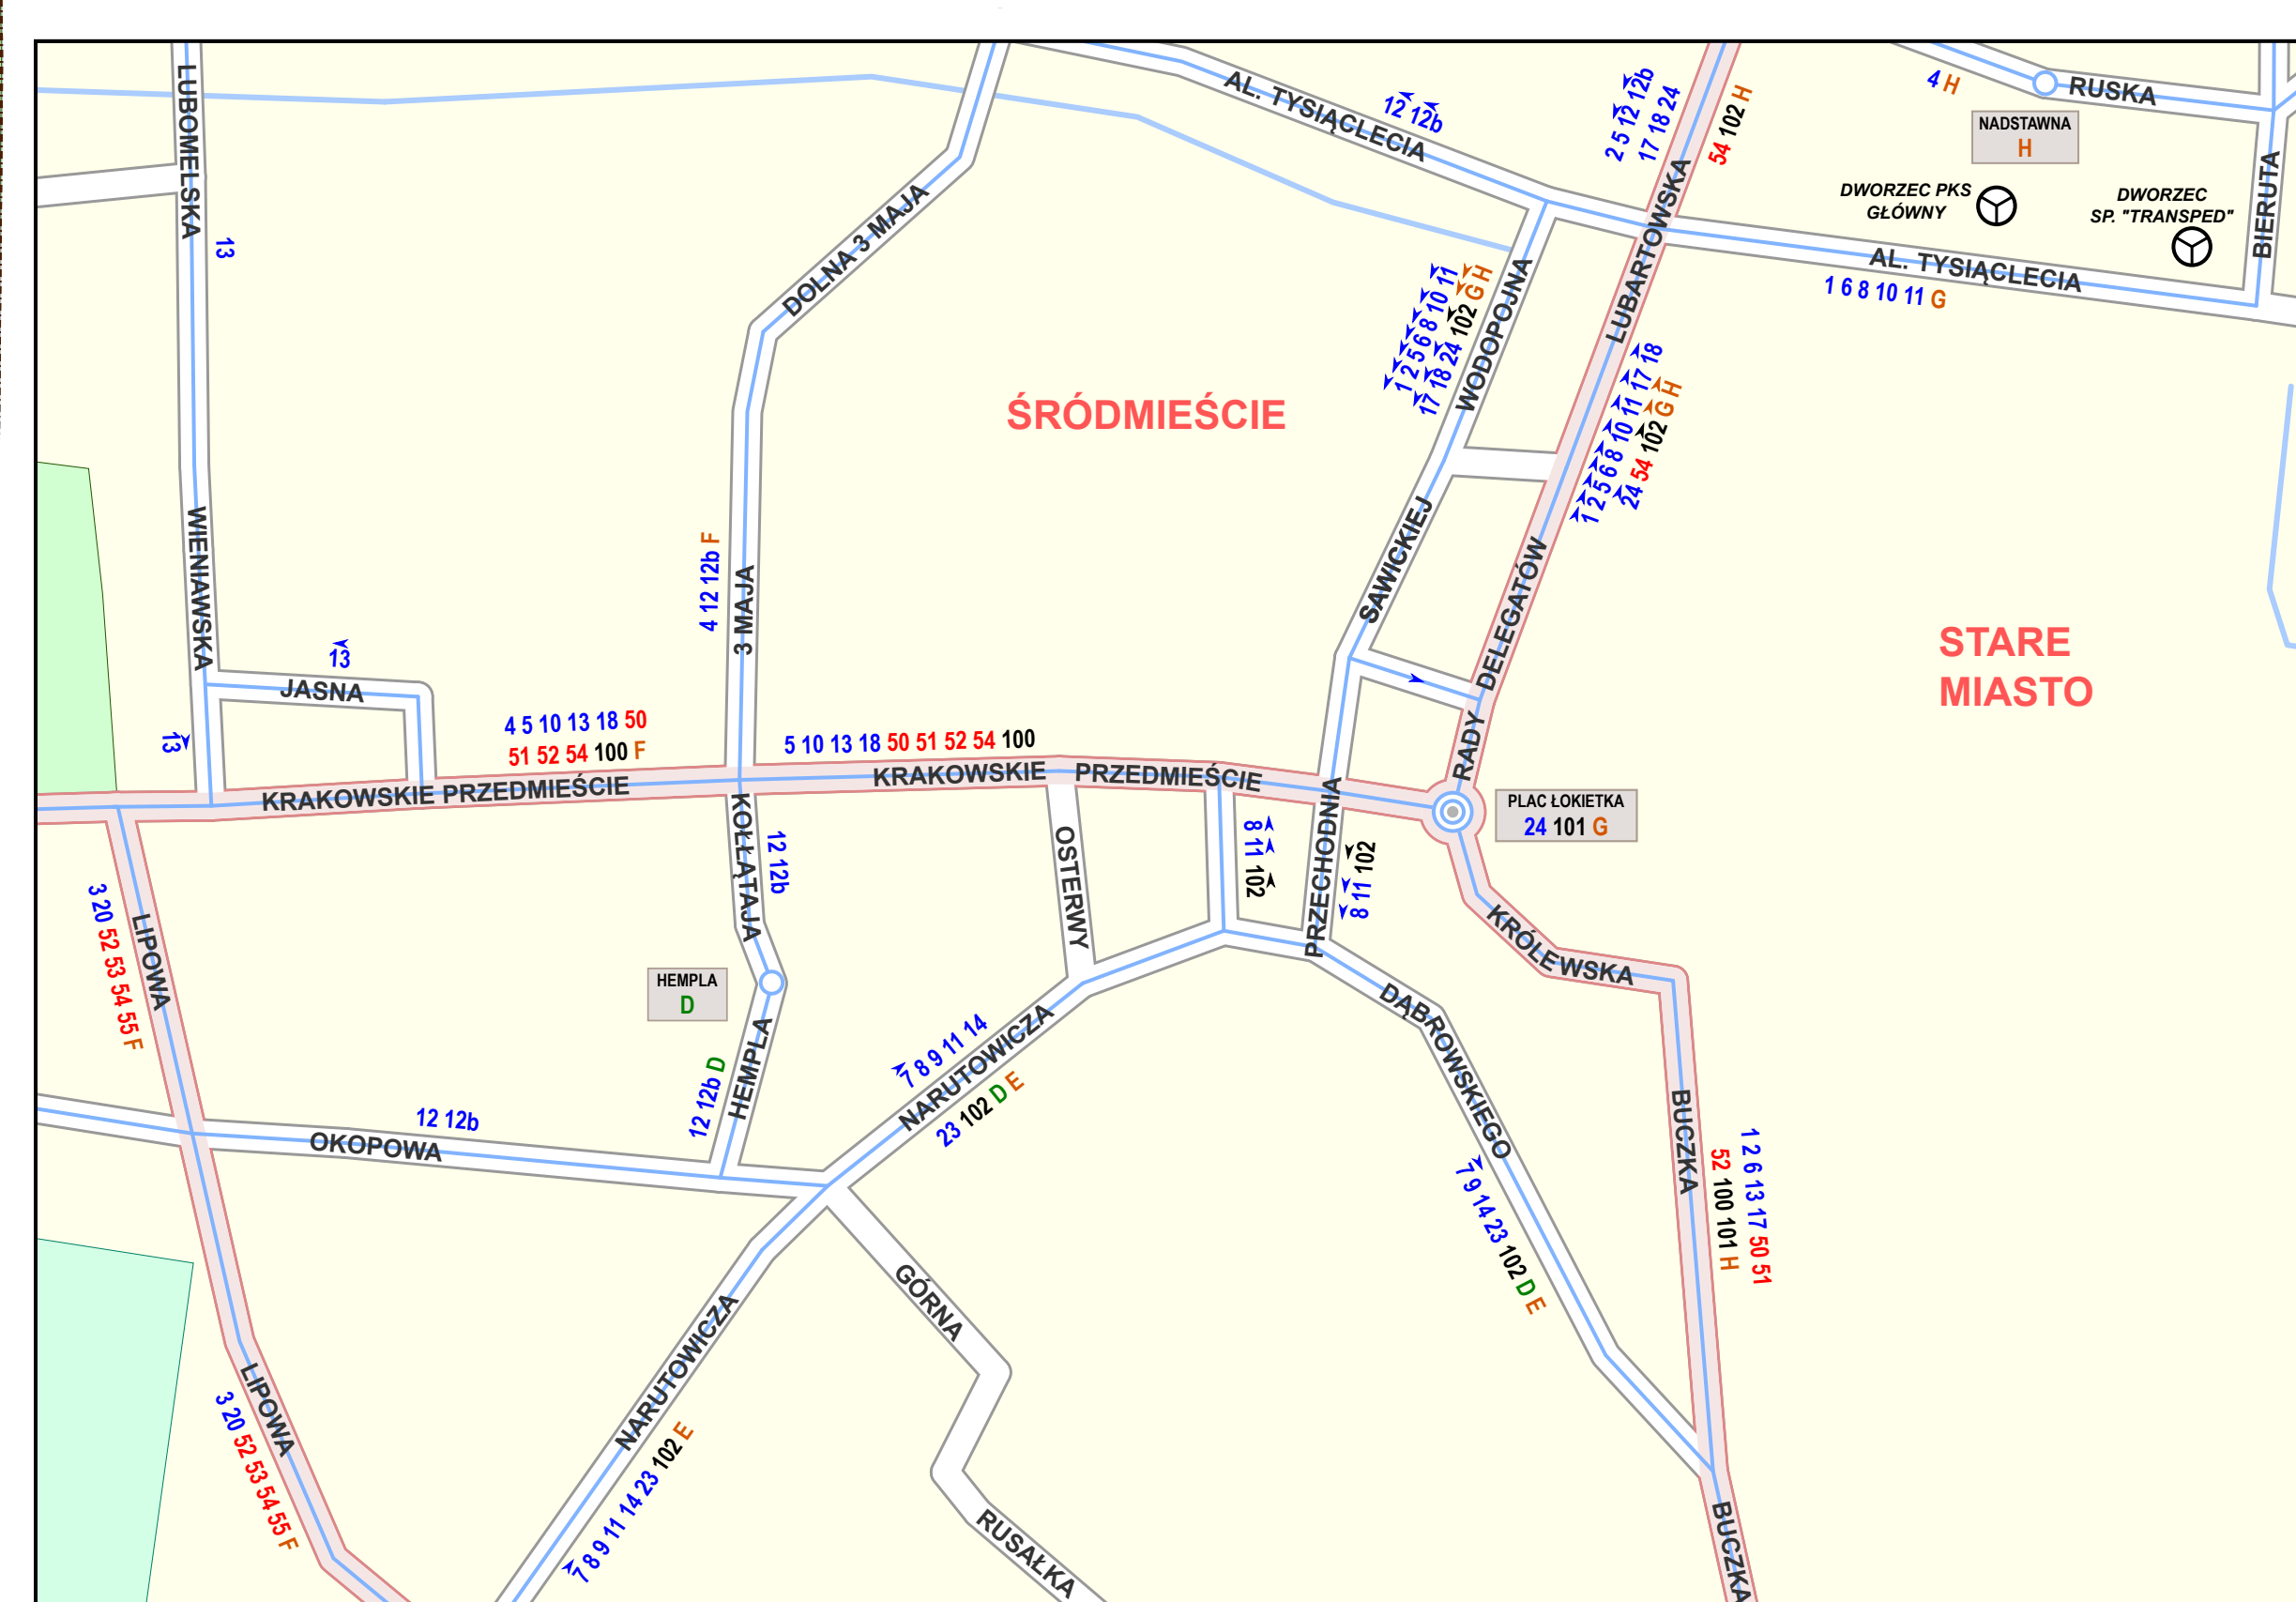 LUBOMELSKA
13
AL. TYSIĄCLECIA
12 12b
2 5 12 12b
17 18 24
54 102 H
4 H
RUSKA
NADSTAWNA
H
DWORZEC PKS
GŁÓWNY
DWORZEC
SP. "TRANSPED"
BIERUTA
LUBARTOWSKA
AL. TYSIĄCLECIA
1 6 8 10 11 G
DOLNA 3 MAJA
1 2 5 6 8 10 11
17 18 24 102 G H
WODOPOJNA
ŚRÓDMIEŚCIE
1 2 5 6 8 10 11 17 18
24 54 102 G H
WIENIAWSKA
4 12 12b F
3 MAJA
SAWICKIEJ
RADY DELEGATÓW
STARE
MIASTO
13
JASNA
13
4 5 10 13 18 50
51 52 54 100 F
5 10 13 18 50 51 52 54 100
KRAKOWSKIE PRZEDMIEŚCIE
KRAKOWSKIE PRZEDMIEŚCIE
PLAC ŁOKIETKA
24 101 G
KOŁŁĄTAJA
12 12b
OSTERWY
8 11 102
PRZECHODNIA
8 11 102
3 20 52 53 54 55 F
LIPOWA
KRÓLEWSKA
HEMPLA
D
HEMPLA
12 12b D
7 8 9 11 14
NARUTOWICZA
23 102 D E
DĄBROWSKIEGO
7 9 14 23 102 D E
BUCZKA
1 2 6 13 17 50 51
52 100 101 H
12 12b
OKOPOWA
GÓRNA
NARUTOWICZA
7 8 9 11 14 23 102 E
LIPOWA
3 20 52 53 54 55 F
RUSAŁKA
BUCZKA